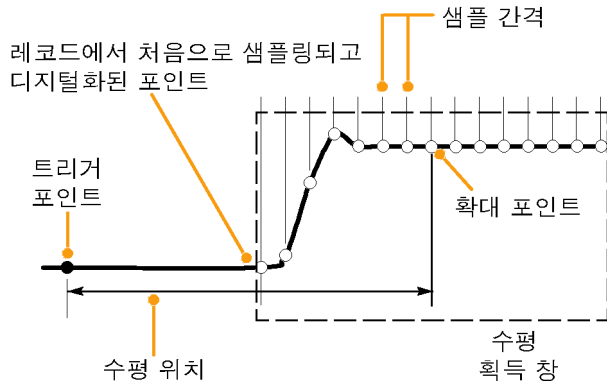 샘플 간격
레코드에서 처음으로 샘플링되고
디지털화된 포인트
트리거
포인트
확대 포인트
수평 위치
수평
획득 창